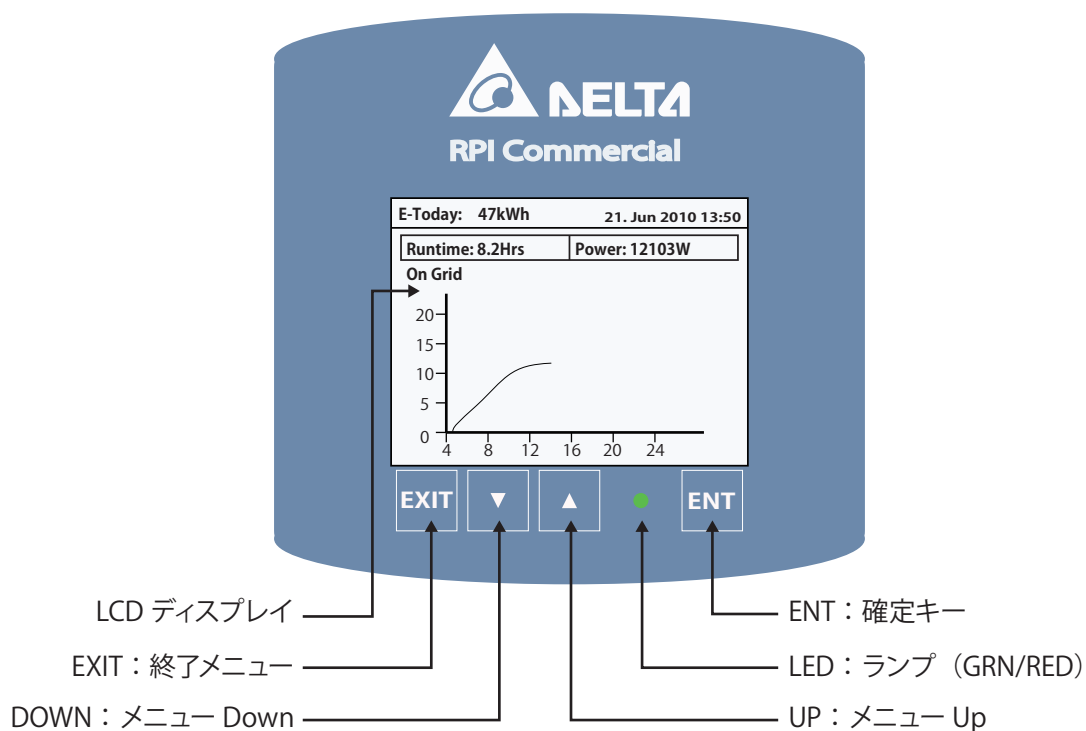 DELTA
RPI Commercial
E-Today: 47kWh 21. Jun 2010 13:50
Runtime: 8.2Hrs Power: 12103W
On Grid
20
15
10
5
0
4 8 12 16 20 24
EXIT ▼ ▲ ENT
LCD ディスプレイ
EXIT：終了メニュー
DOWN：メニュー Down
ENT：確定キー
LED：ランプ（GRN/RED）
UP：メニュー Up